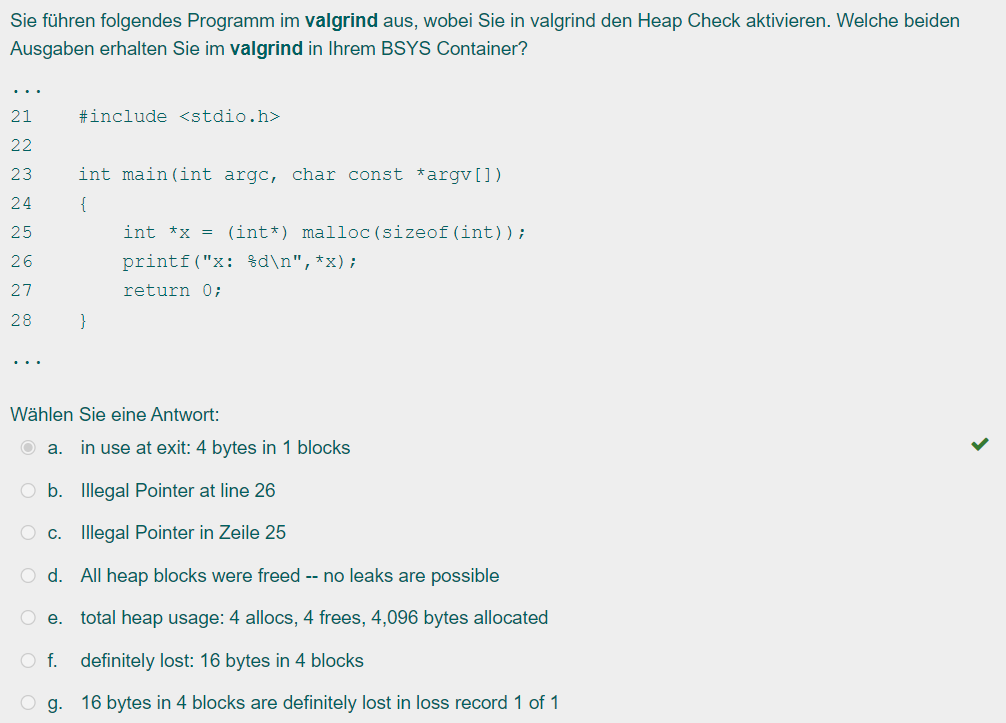 Sie führen folgendes Programm im valgrind aus, wobei Sie in valgrind den Heap Check aktivieren. Welche beiden
Ausgaben erhalten Sie im valgrind in Ihrem BSYS Container?
...
21 #include <stdio.h>
22
23 int main(int argc, char const *argv[])
24 {
25 int *x = (int*) malloc(sizeof(int));
26 printf("x: %d\n",*x);
27 return 0;
28 }
...
Wählen Sie eine Antwort:
a. in use at exit: 4 bytes in 1 blocks
b. Illegal Pointer at line 26
c. Illegal Pointer in Zeile 25
d. All heap blocks were freed -- no leaks are possible
e. total heap usage: 4 allocs, 4 frees, 4,096 bytes allocated
f. definitely lost: 16 bytes in 4 blocks
g. 16 bytes in 4 blocks are definitely lost in loss record 1 of 1